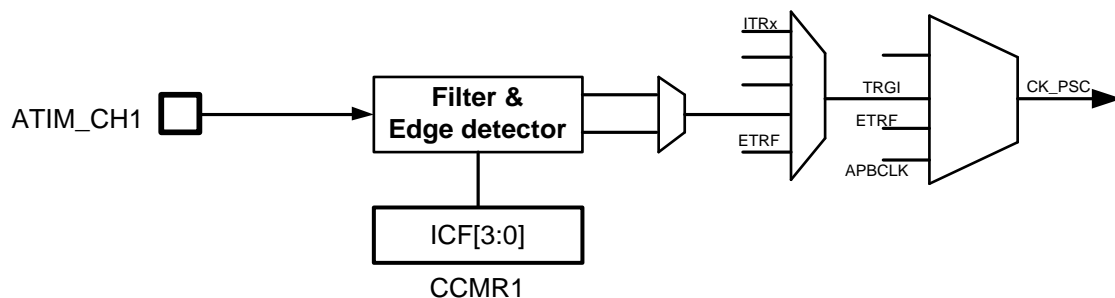 ITRx
TRGI
CK_PSC
Filter &
Edge detector
ATIM_CH1
ETRF
ETRF
APBCLK
ICF[3:0]
CCMR1